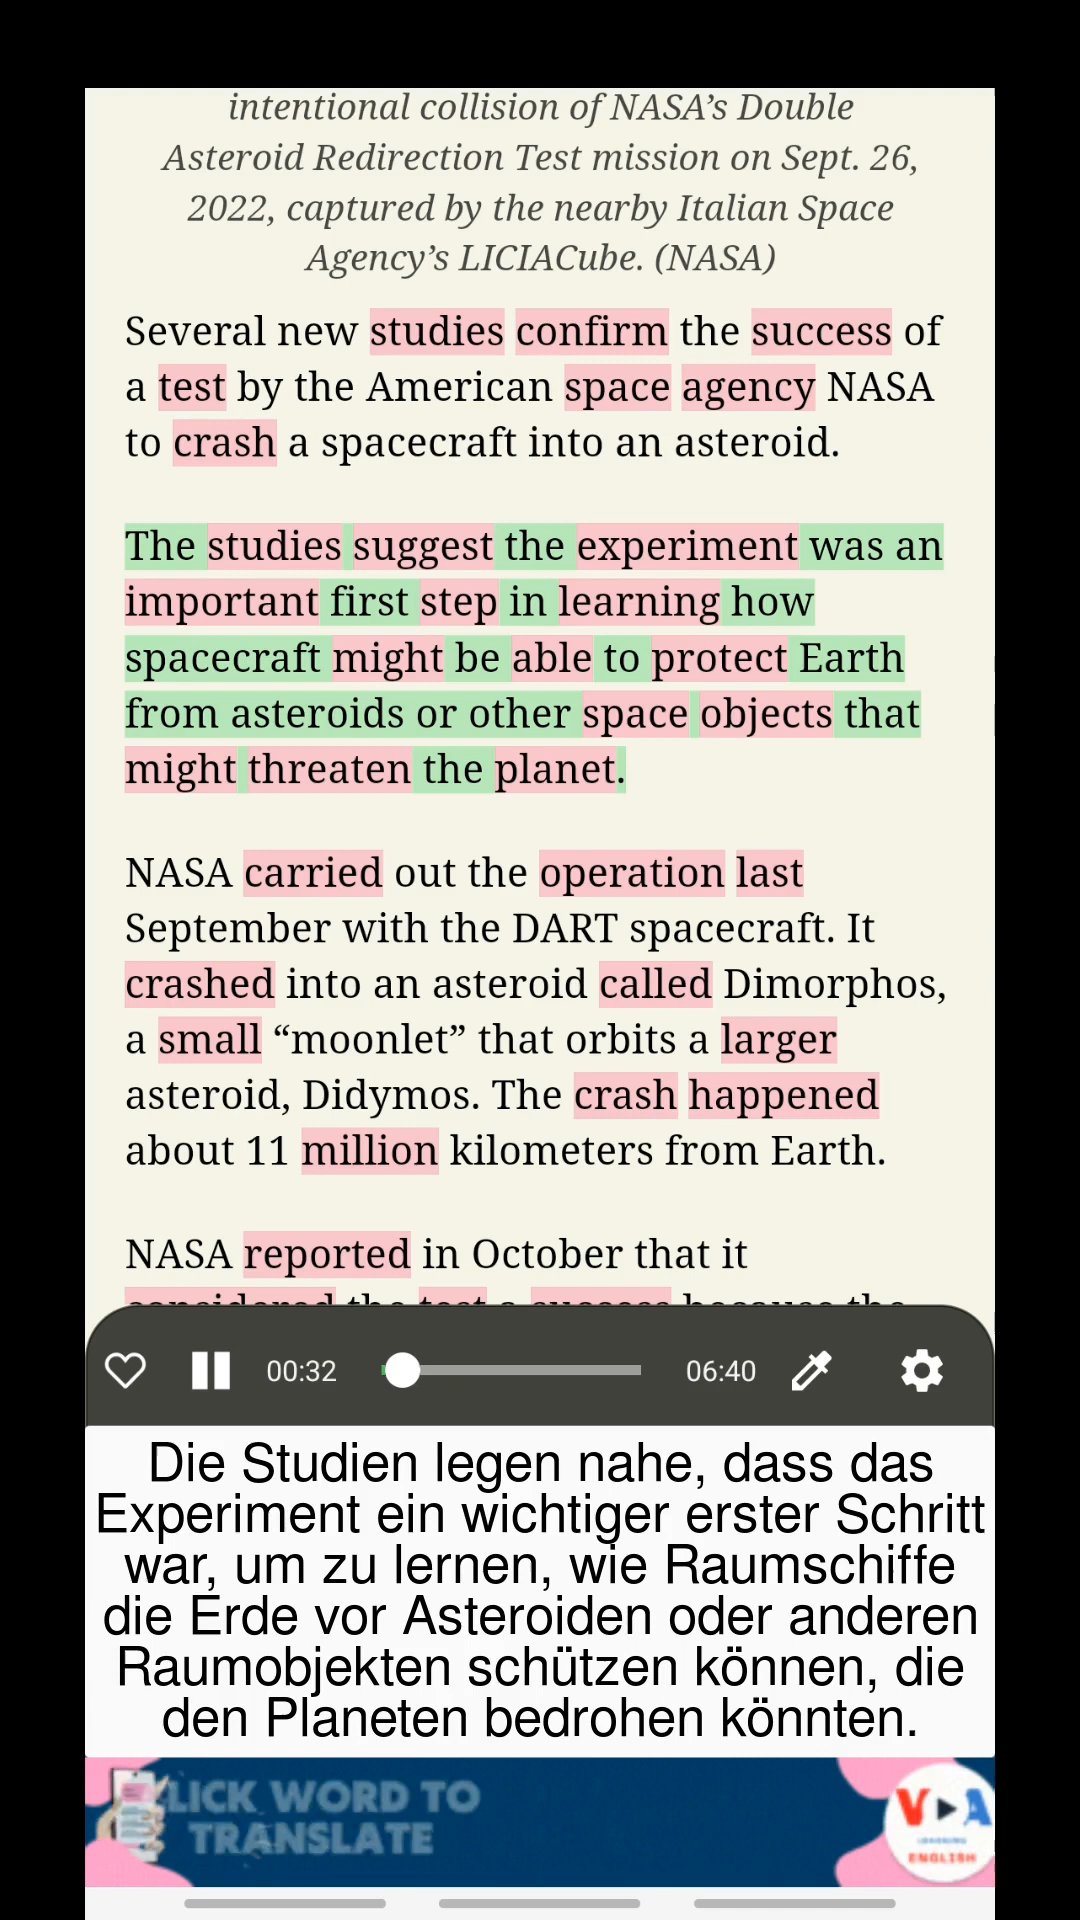 intentional collision of NASA’s Double
Asteroid Redirection Test mission on Sept. 26,
2022, captured by the nearby Italian Space
Agency’s LICIACube. (NASA)
Several new studies confirm the success of
a test by the American space agency NASA
to crash a spacecraft into an asteroid.
The studies suggest the experiment was an
important first step in learning how
spacecraft might be able to protect Earth
from asteroids or other space objects that
might threaten the planet.
NASA carried out the operation last
September with the DART spacecraft. It
crashed into an asteroid called Dimorphos,
a small “moonlet” that orbits a larger
asteroid, Didymos. The crash happened
about 11 million kilometers from Earth.
NASA reported in October that it
considered the test a success because the
00:32
06:40
Die Studien legen nahe, dass das
Experiment ein wichtiger erster Schritt
war, um zu lernen, wie Raumschiffe
die Erde vor Asteroiden oder anderen
Raumobjekten schützen können, die
den Planeten bedrohen könnten.
LICK WORD TO
TRANSLATE
VOA
LEARNING
ENGLISH